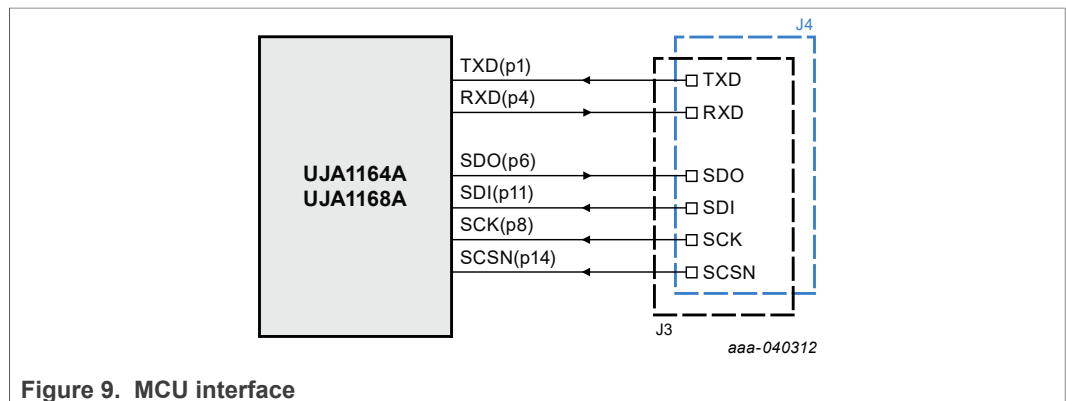 J4
TXD(p1)
TXD
RXD(p4)
RXD
SDO(p6)
SDO
UJA1164A
UJA1168A
SDI(p11)
SDI
SCK(p8)
SCK
SCSN(p14)
SCSN
J3
aaa-040312
Figure 9. MCU interface